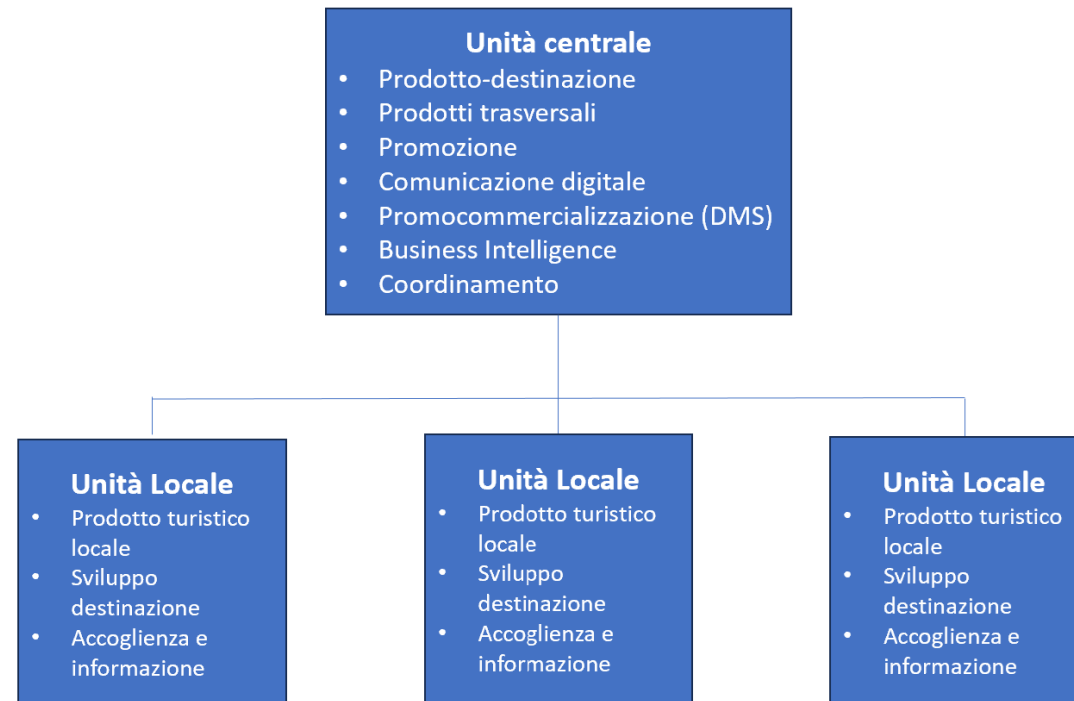 Unità centrale
• Prodotto-destinazione
• Prodotti trasversali
• Promozione
• Comunicazione digitale
• Promocommercializzazione (DMS)
• Business Intelligence
• Coordinamento
Unità Locale
• Prodotto turistico
locale
• Sviluppo
destinazione
• Accoglienza e
informazione
Unità Locale
• Prodotto turistico
locale
• Sviluppo
destinazione
• Accoglienza e
informazione
Unità Locale
• Prodotto turistico
locale
• Sviluppo
destinazione
• Accoglienza e
informazione